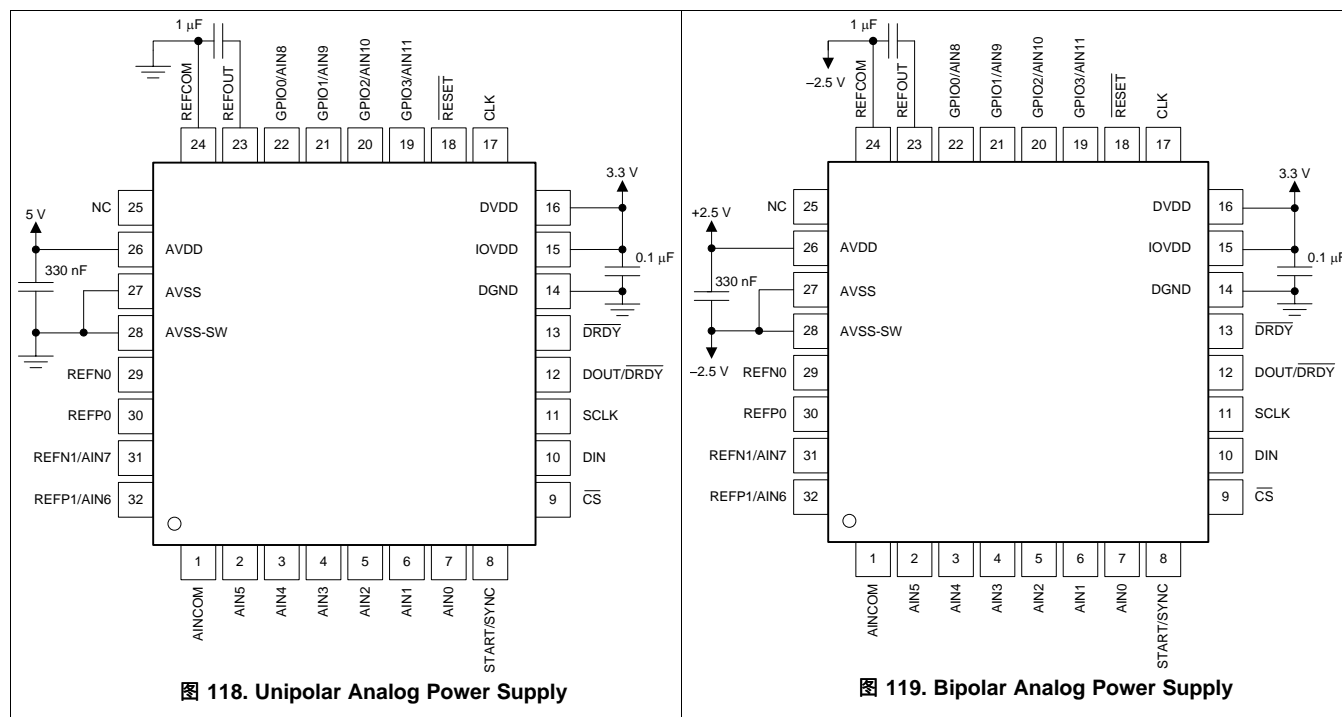 1 μF
REFCOM
REFOUT
GPIO0/AIN8
GPIO1/AIN9
GPIO2/AIN10
GPIO3/AIN11
RESET
CLK
24
23
22
21
20
19
18
17
NC
25
5 V
26
AVDD
330 nF
27
AVSS
28
AVSS-SW
REFN0
29
REFP0
30
REFN1/AIN7
31
REFP1/AIN6
32
3.3 V
DVDD
16
IOVDD
15
0.1 μF
DGND
14
13
DRDY
12
DOUT/DRDY
11
SCLK
10
DIN
9
CS
1
2
3
4
5
6
7
8
AINCOM
AIN5
AIN4
AIN3
AIN2
AIN1
AIN0
START/SYNC
图 118. Unipolar Analog Power Supply
1 μF
–2.5 V
REFCOM
REFOUT
GPIO0/AIN8
GPIO1/AIN9
GPIO2/AIN10
GPIO3/AIN11
RESET
CLK
24
23
22
21
20
19
18
17
NC
25
+2.5 V
26
AVDD
330 nF
27
AVSS
28
AVSS-SW
–2.5 V
REFN0
29
REFP0
30
REFN1/AIN7
31
REFP1/AIN6
32
3.3 V
DVDD
16
IOVDD
15
0.1 μF
DGND
14
13
DRDY
12
DOUT/DRDY
11
SCLK
10
DIN
9
CS
1
2
3
4
5
6
7
8
AINCOM
AIN5
AIN4
AIN3
AIN2
AIN1
AIN0
START/SYNC
图 119. Bipolar Analog Power Supply